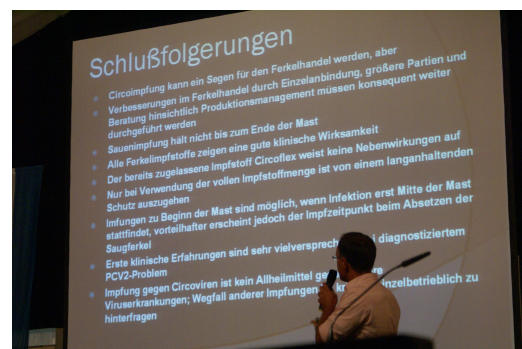 Schlußfolgerungen
Circoimpfung kann ein Segen für den Ferkelhandel werden, aber
Verbesserungen im Ferkelhandel durch Einzelanbindung, größere Partien und
Beratung hinsichtlich Produktionsmanagement müssen konsequent weiter
durchgeführt werden
Sauenimpfung hält nicht bis zum Ende der Mast
Alle Ferkelimpfstoffe zeigen eine gute klinische Wirksamkeit
Der bereits zugelassene Impfstoff Circoflex weist keine Nebenwirkungen auf
Nur bei Verwendung der vollen Impfstoffmenge ist von einem langanhaltenden
Schutz auszugehen
Imfungen zu Beginn der Mast sind möglich, wenn Infektion erst Mitte der Mast
stattfindet, vorteilhafter erscheint jedoch der Impfzeitpunkt beim Absetzen der
Saugferkel
Erste klinische Erfahrungen sind sehr diagnostiziertem
PCV2-Problem
Impfung gegen Circoviren ist kein Allheilmittel
Viruserkrankungen; Wegfall anderer Impfungen zu
hinterfragen